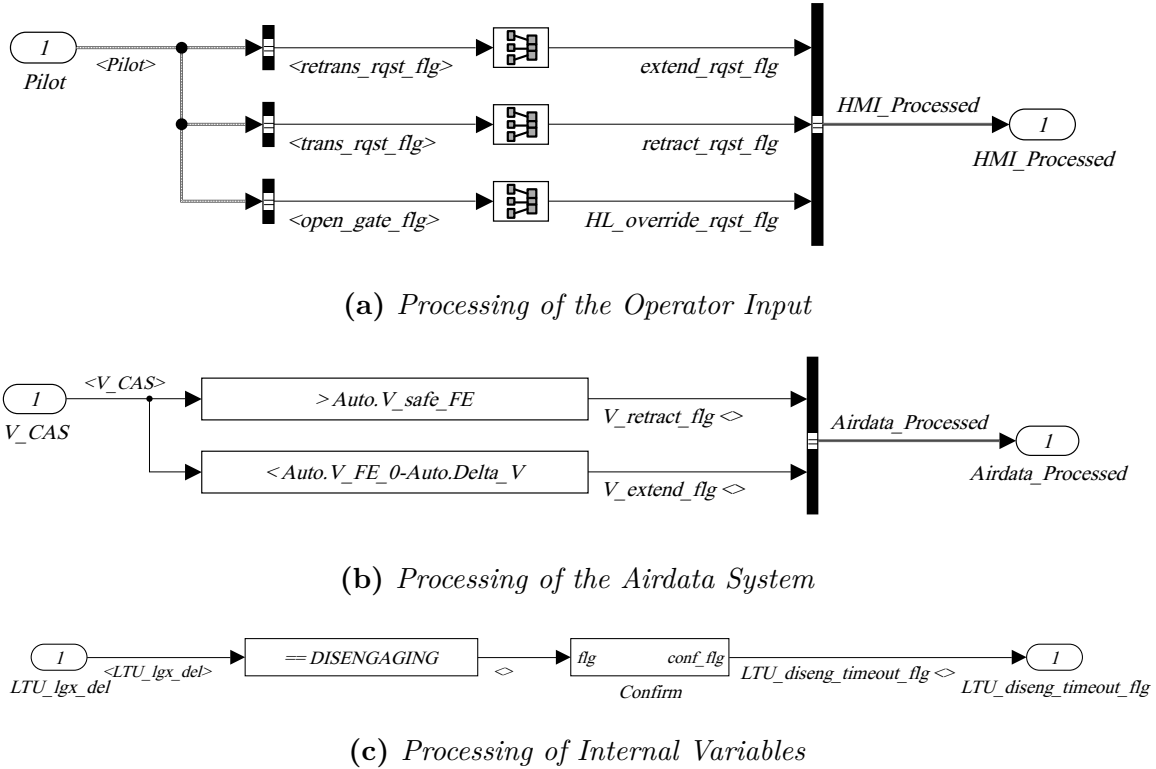 1
Pilot
<Pilot>
<retrans_rqst_flg>
extend_rqst_flg
<trans_rqst_flg>
retract_rqst_flg
<open_gate_flg>
HL_override_rqst_flg
HMI_Processed
1
HMI_Processed
(a) Processing of the Operator Input
1
V_CAS
<V_CAS>
> Auto.V_safe_FE
V_retract_flg <>
< Auto.V_FE_0-Auto.Delta_V
V_extend_flg <>
Airdata_Processed
1
Airdata_Processed
(b) Processing of the Airdata System
1
LTU_lgx_del
<LTU_lgx_del>
== DISENGAGING
<>
flg
conf_flg
Confirm
LTU_diseng_timeout_flg <>
1
LTU_diseng_timeout_flg
(c) Processing of Internal Variables